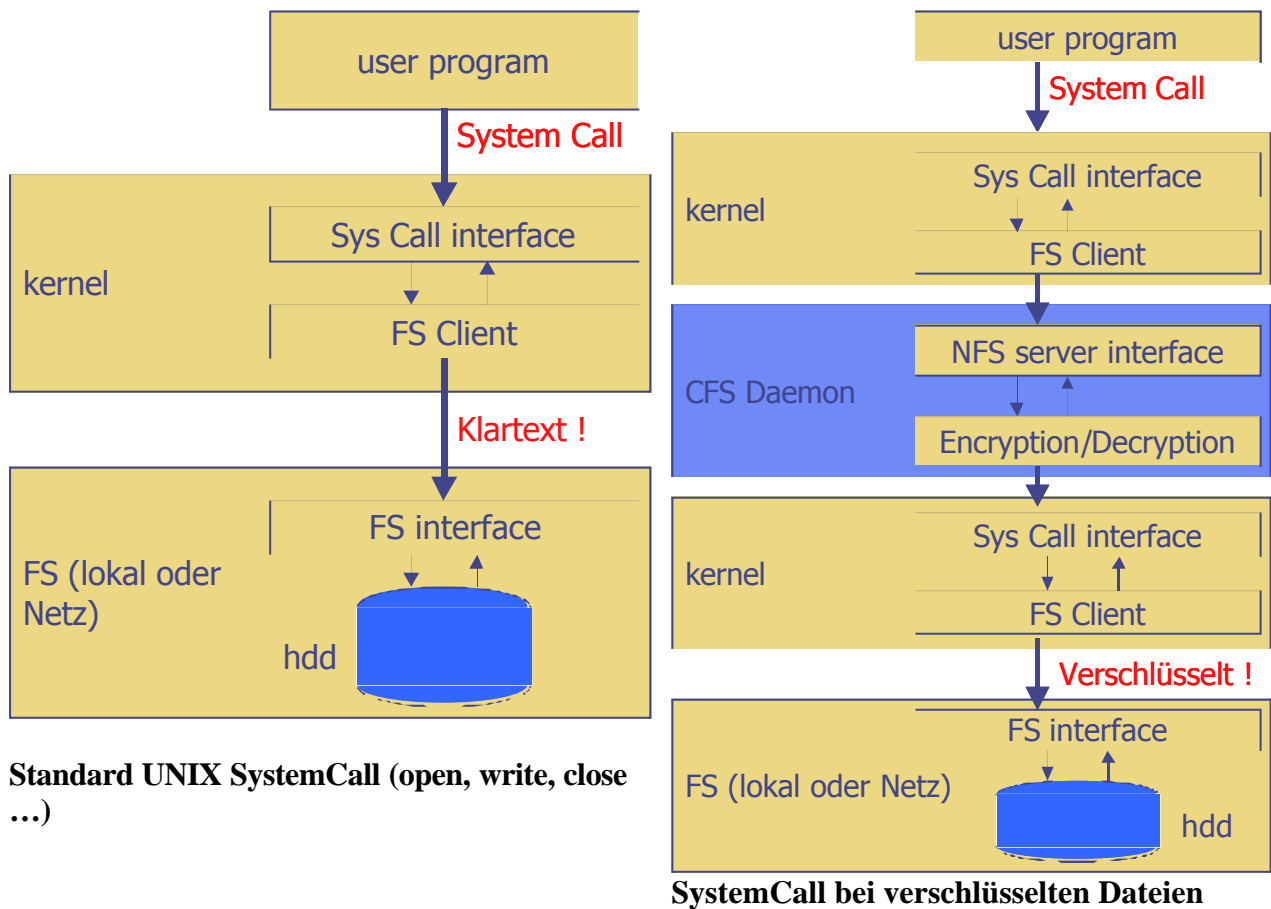 user program
System Call
kernel
Sys Call interface
FS Client
Klartext !
FS (lokal oder
Netz)
FS interface
hdd
Standard UNIX SystemCall (open, write, close
…)
user program
System Call
kernel
Sys Call interface
FS Client
CFS Daemon
NFS server interface
Encryption/Decryption
kernel
Sys Call interface
FS Client
Verschlüsselt !
FS (lokal oder Netz)
FS interface
hdd
SystemCall bei verschlüsselten Dateien